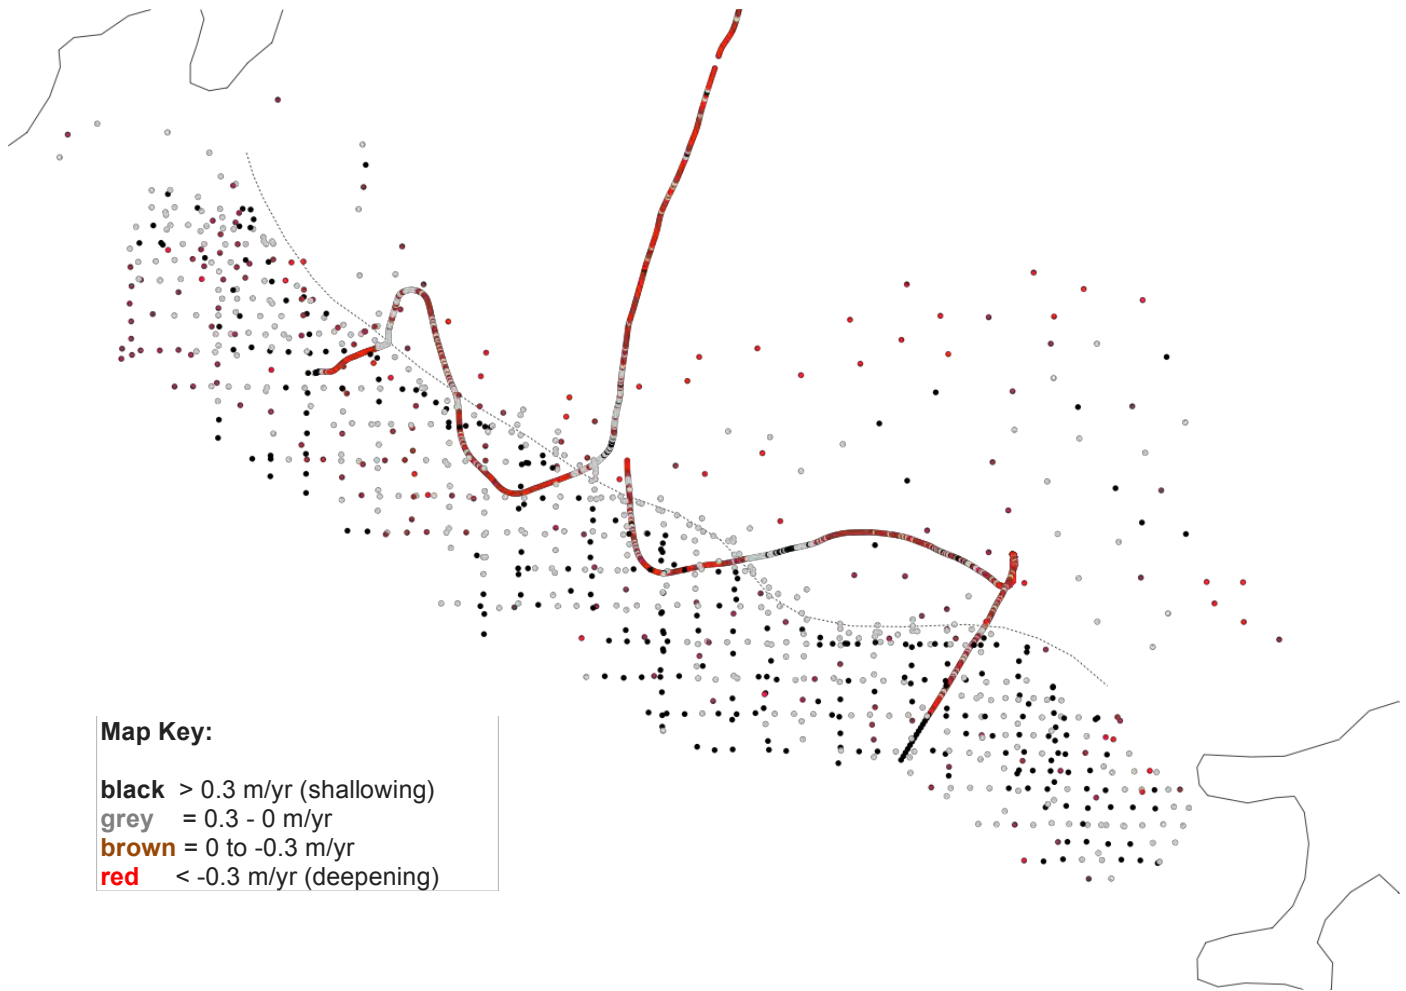 Map Key:
black > 0.3 m/yr (shallowing)
grey = 0.3 - 0 m/yr
brown = 0 to -0.3 m/yr
red < -0.3 m/yr (deepening)